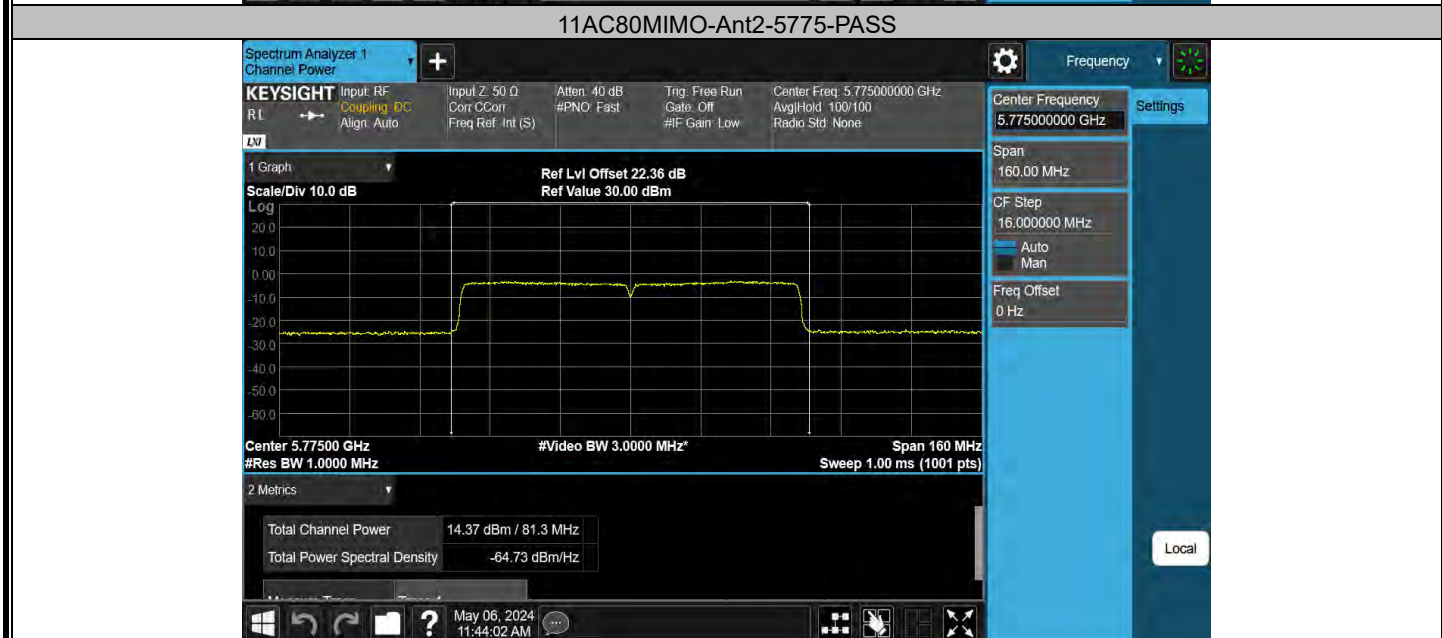 11AC80MIMO-Ant2-5775-PASS
Spectrum Analyzer 1
Channel Power
+
Frequency
KEYSIGHT
RL
LXI
Input: RF
Coupling: DC
Align: Auto
Input Z: 50 Ω
Corr CCorr
Freq Ref: Int (S)
Atten: 40 dB
#PNO: Fast
Trig: Free Run
Gate: Off
#IF Gain: Low
Center Freq: 5.775000000 GHz
Avg|Hold: 100/100
Radio Std: None
Center Frequency
5.775000000 GHz
Settings
Span
160.00 MHz
CF Step
16.000000 MHz
Auto
Man
Freq Offset
0 Hz
1 Graph
Scale/Div 10.0 dB
Ref Lvl Offset 22.36 dB
Ref Value 30.00 dBm
Log
20.0
10.0
0.00
-10.0
-20.0
-30.0
-40.0
-50.0
-60.0
Center 5.77500 GHz
#Video BW 3.0000 MHz*
Span 160 MHz
#Res BW 1.0000 MHz
Sweep 1.00 ms (1001 pts)
2 Metrics
Total Channel Power 14.37 dBm / 81.3 MHz
Total Power Spectral Density -64.73 dBm/Hz
Local
?
May 06, 2024
11:44:02 AM